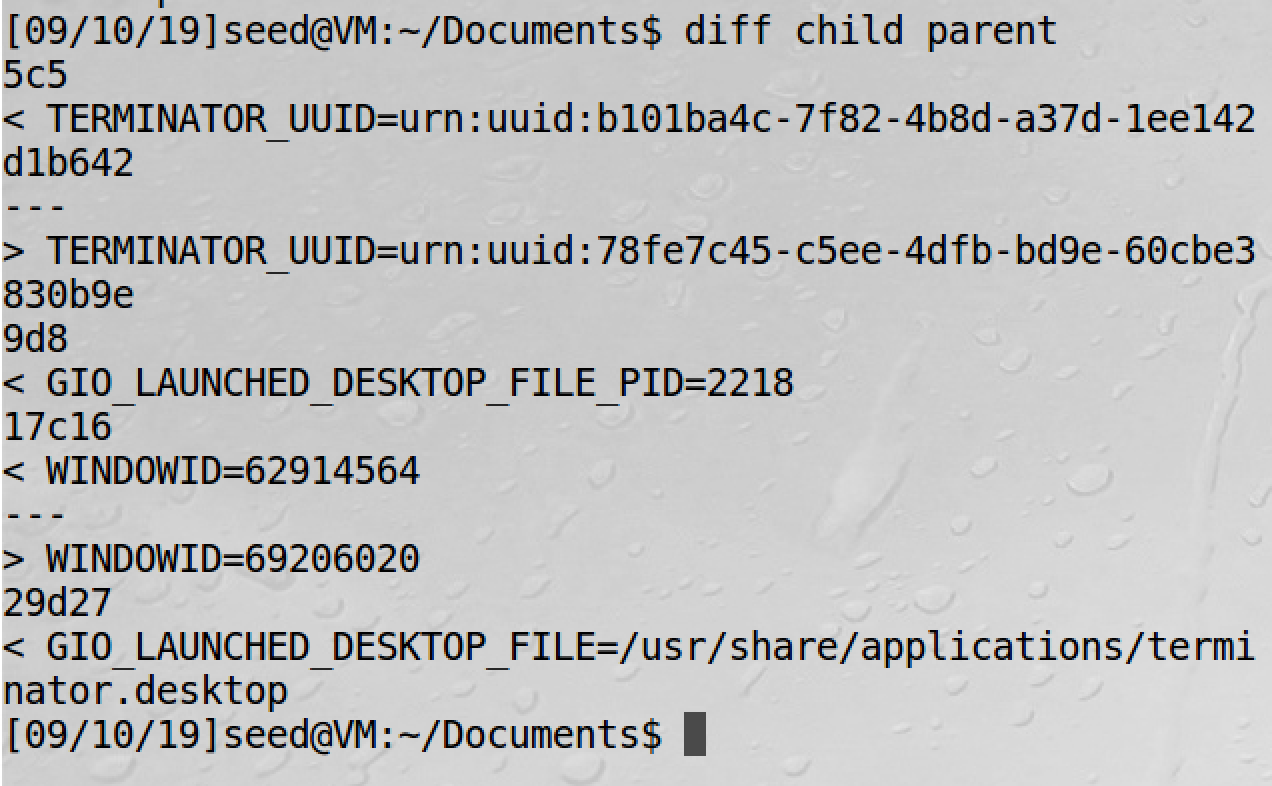 [09/10/19]seed@VM:~/Documents$ diff child parent
5c5
< TERMINATOR_UUID=urn:uuid:b101ba4c-7f82-4b8d-a37d-1ee142
d1b642
---
> TERMINATOR_UUID=urn:uuid:78fe7c45-c5ee-4dfb-bd9e-60cbe3
830b9e
9d8
< GIO_LAUNCHED_DESKTOP_FILE_PID=2218
17c16
< WINDOWID=62914564
---
> WINDOWID=69206020
29d27
< GIO_LAUNCHED_DESKTOP_FILE=/usr/share/applications/termi
nator.desktop
[09/10/19]seed@VM:~/Documents$